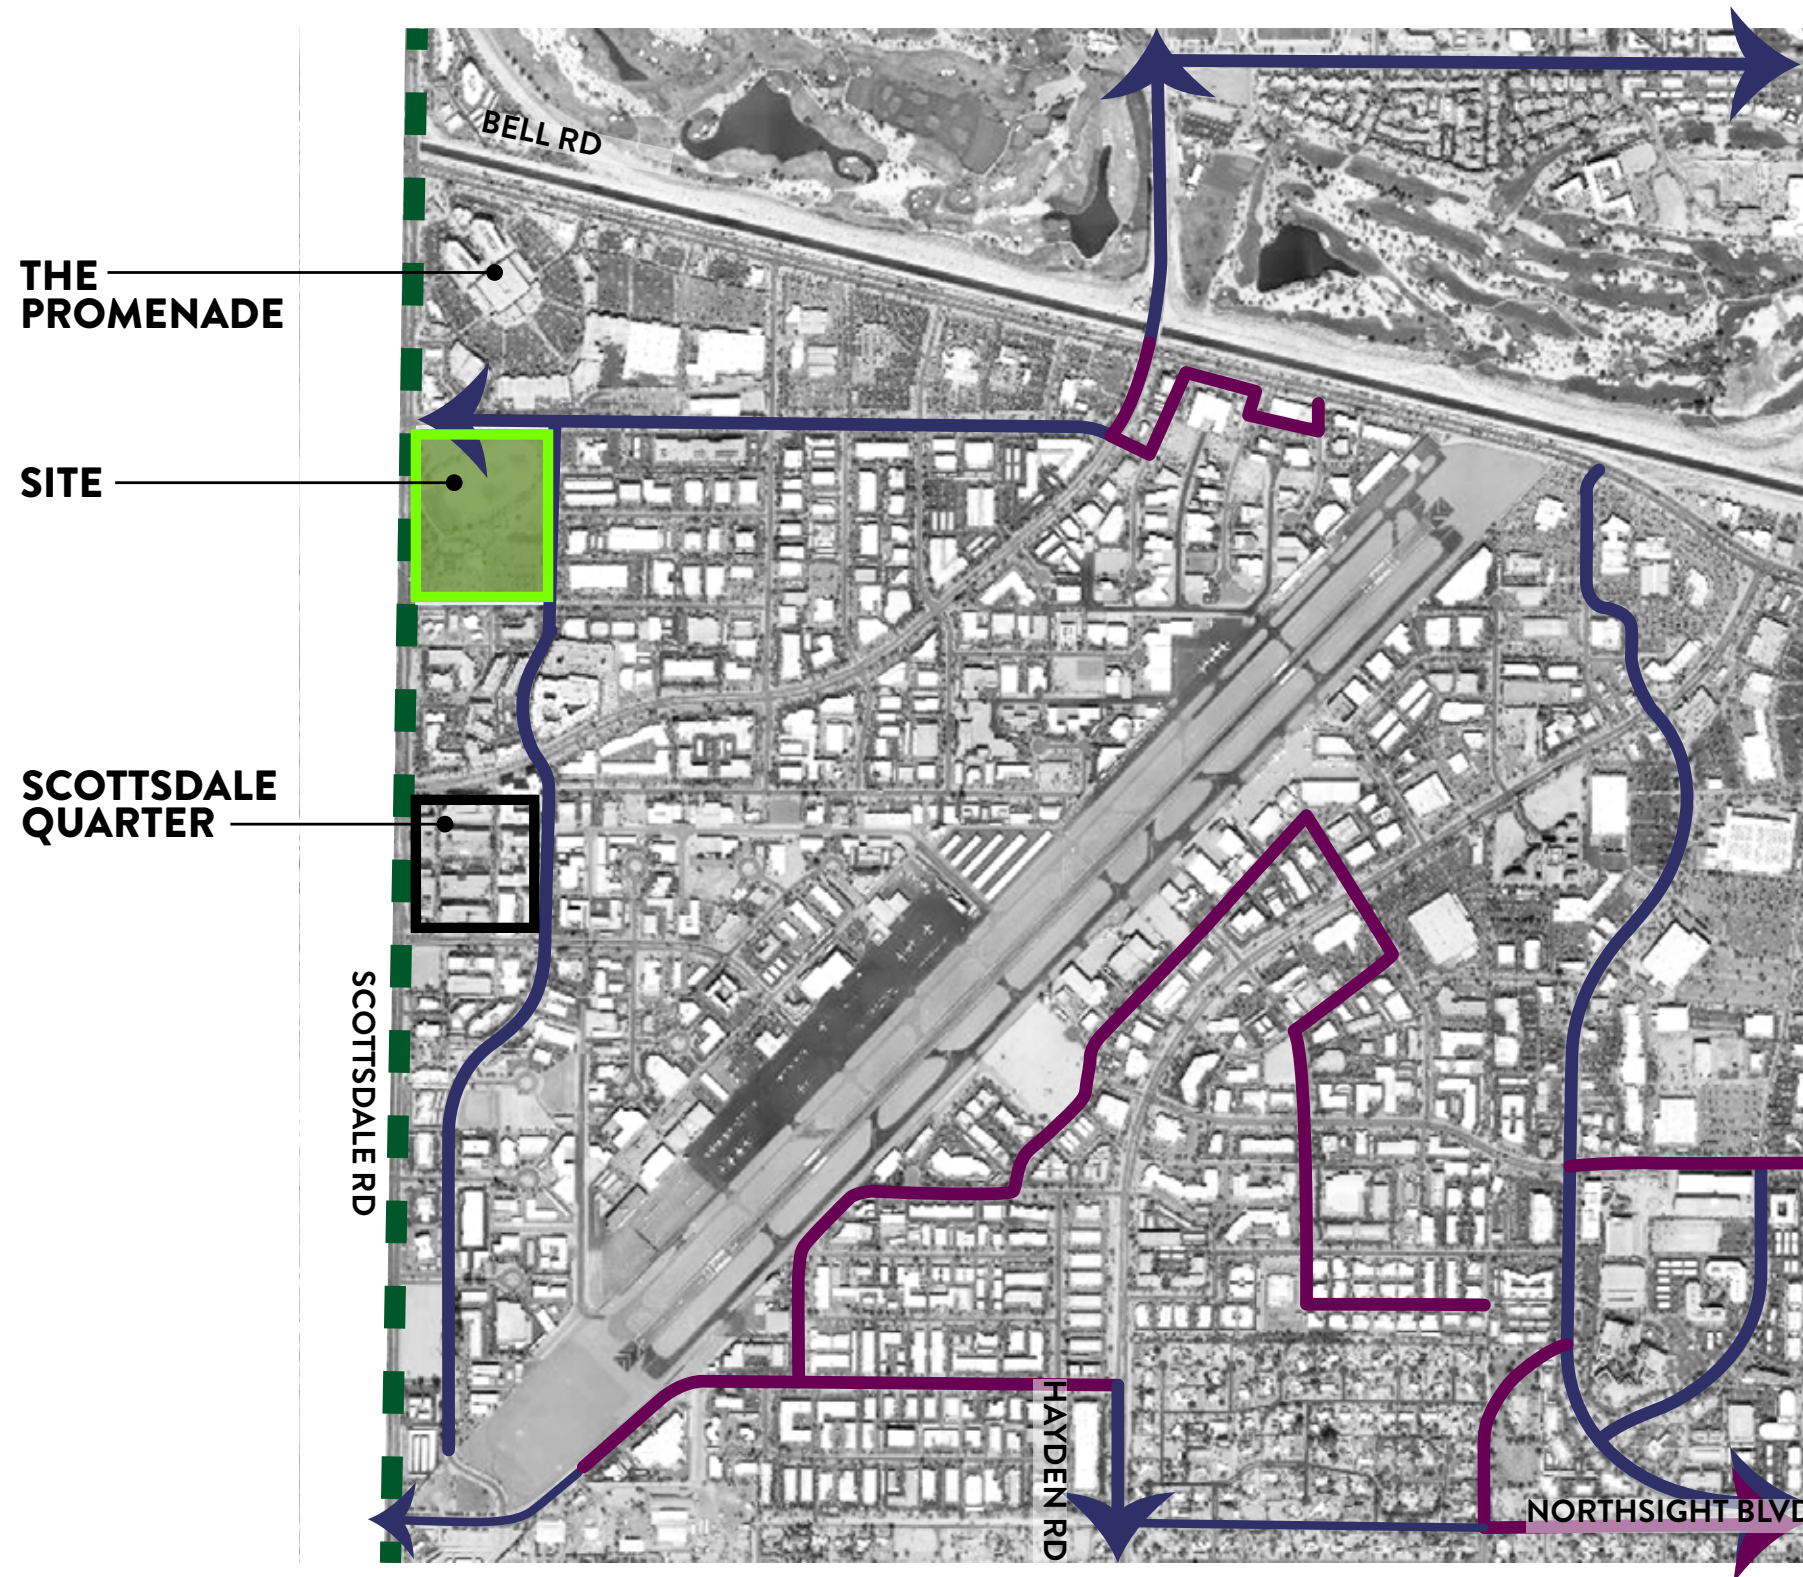 BELL RD
THE
PROMENADE
SITE
SCOTTSDALE
QUARTER
SCOTTSDALE RD
HAYDEN RD
NORTHSIGHT BLVD